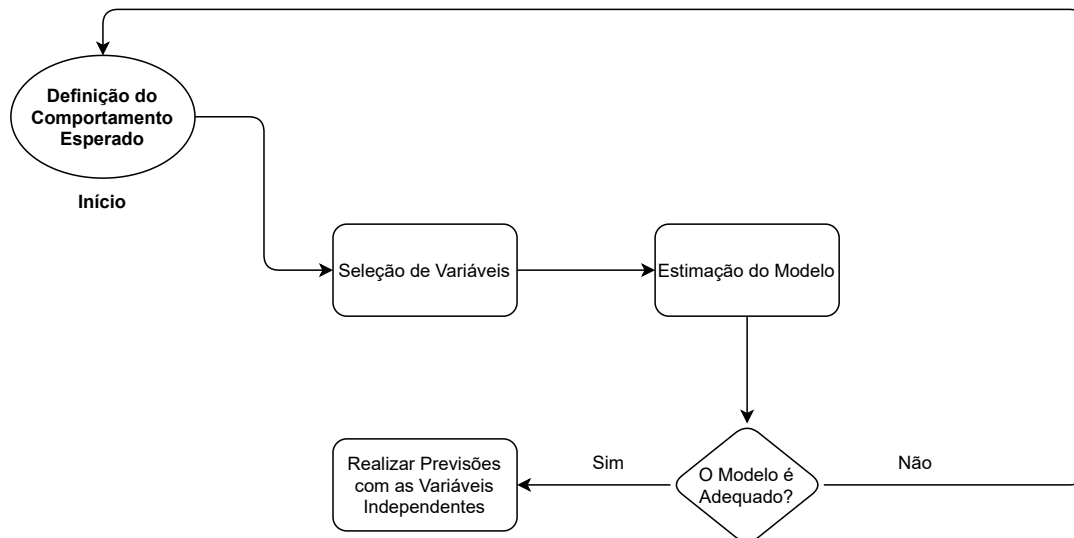 Definição do
Comportamento
Esperado
Início
Seleção de Variáveis
Estimação do Modelo
Realizar Previsões
com as Variáveis
Independentes
Sim
O Modelo é
Adequado?
Não